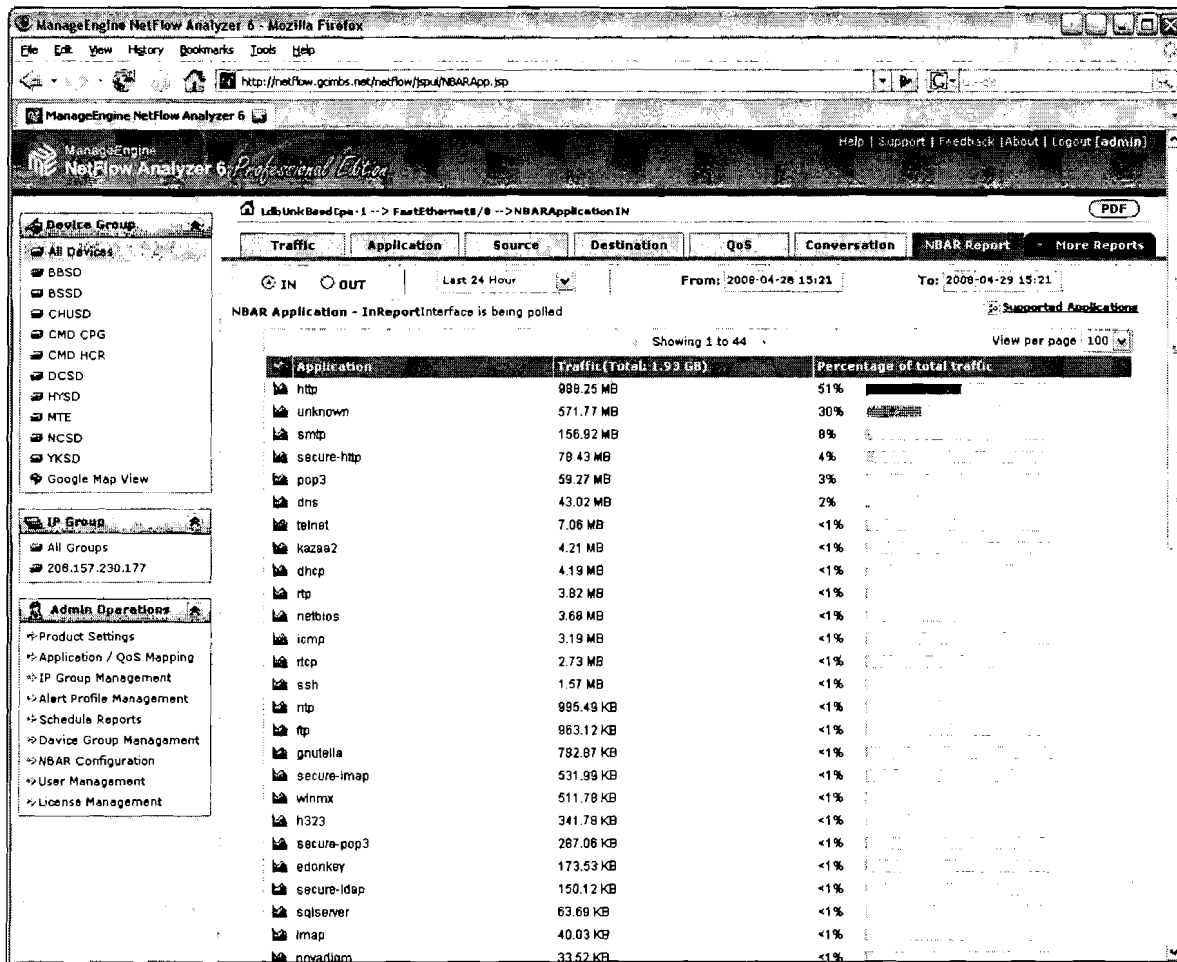 ManageEngine NetFlow Analyzer 6 - Mozilla Firefox
File Edit View History Bookmarks Tools Help
http://netflow.gcimbs.net/netflow/jspui/NBARApp.jsp
ManageEngine NetFlow Analyzer 6
Help | Support | Feedback | About | Logout [admin]
ManageEngine
NetFlow Analyzer 6 Professional Edition
Device Group
All Devices
BBSD
BSSD
CHUSD
CMD CPG
CMD HCR
DCSD
HYSD
MTE
NCSD
YKSD
Google Map View
IP Group
All Groups
208.157.230.177
Admin Operations
Product Settings
Application / QoS Mapping
IP Group Management
Alert Profile Management
Schedule Reports
Device Group Management
NBAR Configuration
User Management
License Management
--> FastEthernet0/0 -->NBARApplicationIN
PDF
Traffic Application Source Destination QoS Conversation NBAR Report More Reports
IN OUT Last 24 Hour From: 2008-04-28 15:21 To: 2008-04-29 15:21
NBAR Application - InReportInterface is being polled Supported Applications
Showing 1 to 44 View per page 100
Application Traffic(Total: 1.93 GB) Percentage of total traffic
http 988.25 MB 51%
unknown 571.77 MB 30%
smtp 156.92 MB 8%
secure-http 78.43 MB 4%
pop3 59.27 MB 3%
dns 43.02 MB 2%
telnet 7.06 MB <1%
kazaa2 4.21 MB <1%
dhcp 4.19 MB <1%
rtp 3.82 MB <1%
netbios 3.68 MB <1%
icmp 3.19 MB <1%
rtcp 2.73 MB <1%
ssh 1.57 MB <1%
ntp 995.49 KB <1%
ftp 963.12 KB <1%
gnutella 782.87 KB <1%
secure-imap 531.99 KB <1%
winmx 511.78 KB <1%
h323 341.78 KB <1%
secure-pop3 287.06 KB <1%
edonkey 173.53 KB <1%
secure-ldap 150.12 KB <1%
sqlserver 63.69 KB <1%
imap 40.03 KB <1%
novadigm 33.52 KB <1%